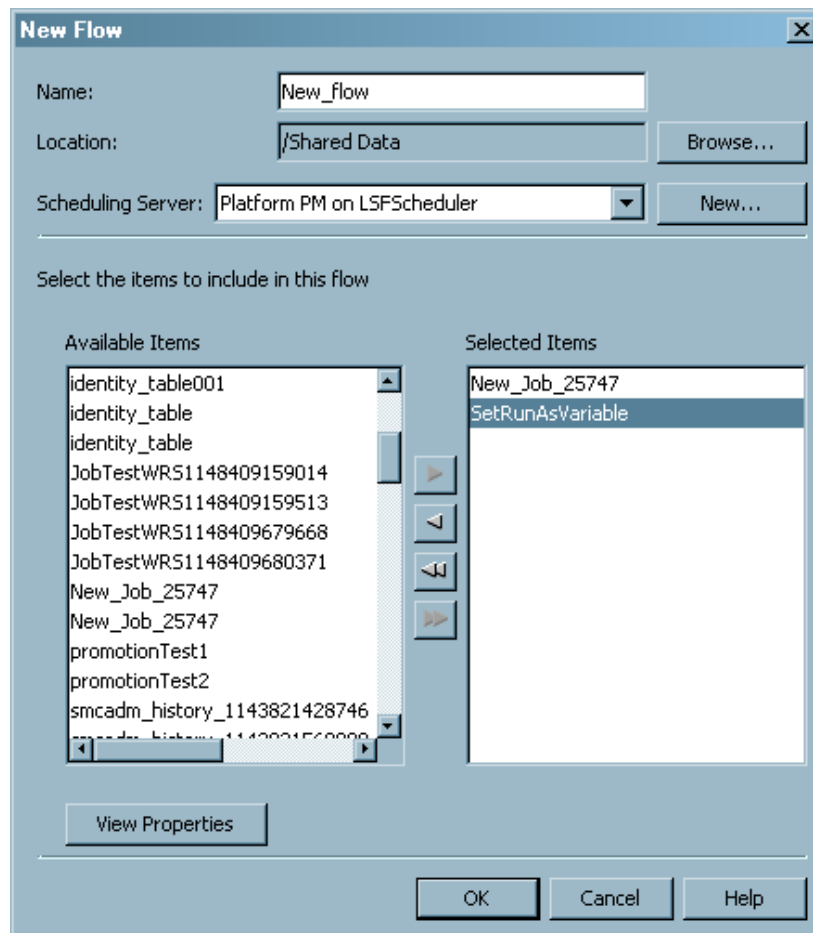 New Flow
Name:
New_flow
Location:
/Shared Data
Browse...
Scheduling Server:
Platform PM on LSFScheduler
New...
Select the items to include in this flow
Available Items
identity_table001
identity_table
identity_table
JobTestWRS1148409159014
JobTestWRS1148409159513
JobTestWRS1148409679668
JobTestWRS1148409680371
New_Job_25747
New_Job_25747
promotionTest1
promotionTest2
smcadm_history_1143821428746
Selected Items
New_Job_25747
SetRunAsVariable
View Properties
OK
Cancel
Help